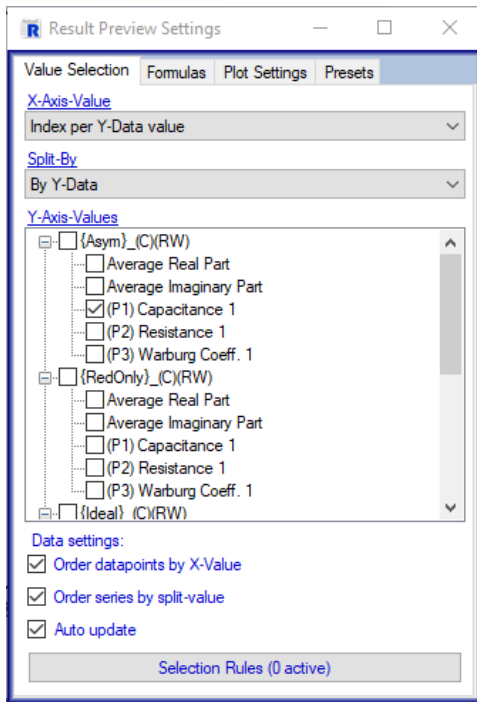 R Result Preview Settings
Value Selection Formulas Plot Settings Presets
X-Axis-Value
Index per Y-Data value
Split-By
By Y-Data
Y-Axis-Values
{Asym}_(C)(RW)
Average Real Part
Average Imaginary Part
(P1) Capacitance 1
(P2) Resistance 1
(P3) Warburg Coeff. 1
{RedOnly}_(C)(RW)
Average Real Part
Average Imaginary Part
(P1) Capacitance 1
(P2) Resistance 1
(P3) Warburg Coeff. 1
{Ideal}_(C)(RW)
Data settings:
Order datapoints by X-Value
Order series by split-value
Auto update
Selection Rules (0 active)